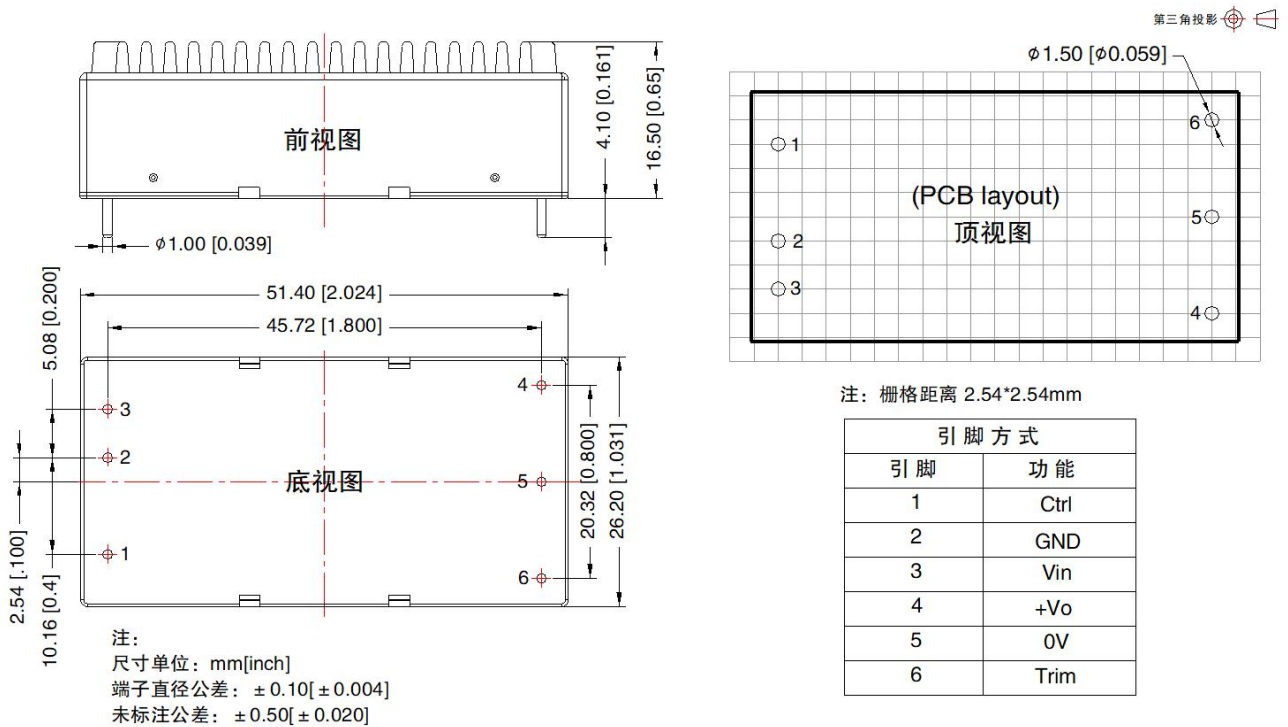 第三角投影
前视图
4.10 [0.161]
16.50 [0.65]
ϕ1.00 [0.039]
51.40 [2.024]
45.72 [1.800]
5.08 [0.200]
2.54 [.100]
10.16 [0.4]
3
2
1
底视图
4
5
6
20.32 [0.800]
26.20 [1.031]
注：
尺寸单位：mm[inch]
端子直径公差：±0.10[±0.004]
未标注公差：±0.50[±0.020]
ϕ1.50 [ϕ0.059]
1
2
3
(PCB layout)
顶视图
6
5
4
注：栅格距离 2.54*2.54mm
引脚方式
引脚 功能
1 Ctrl
2 GND
3 Vin
4 +Vo
5 0V
6 Trim